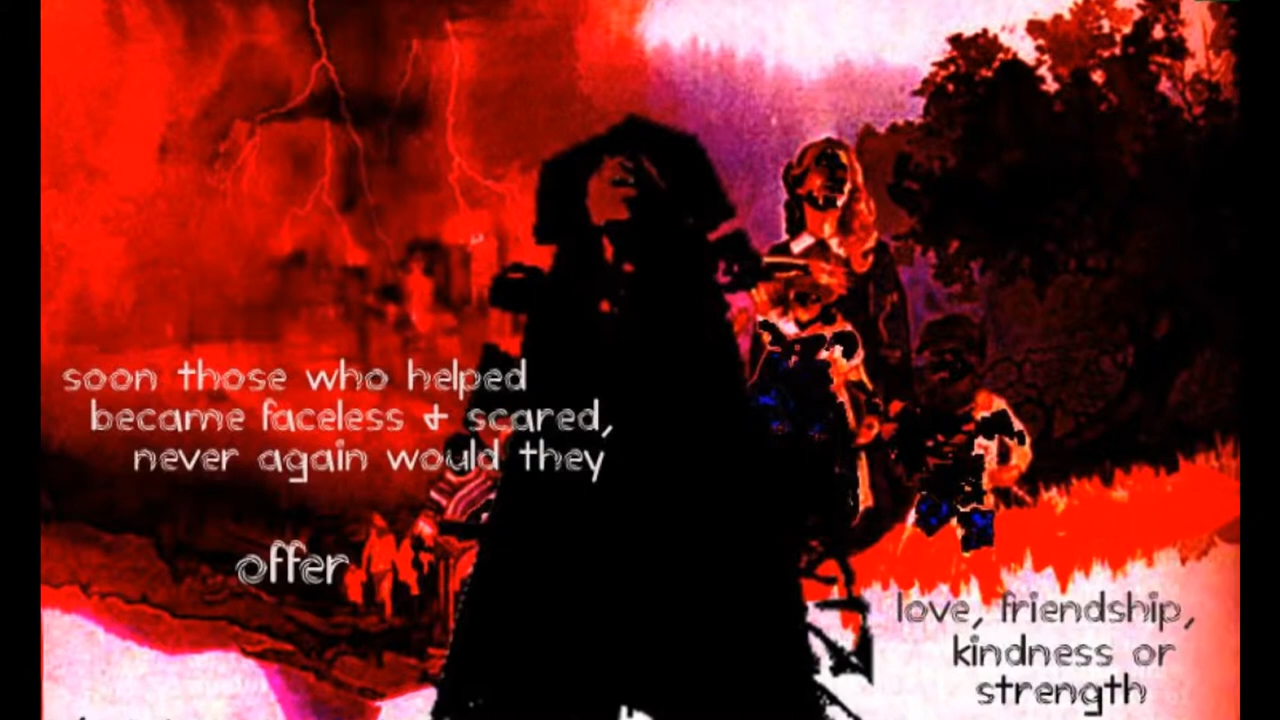 soon those who helped
became faceless & scared,
never again would they
offer
love, friendship,
kindness or
strength